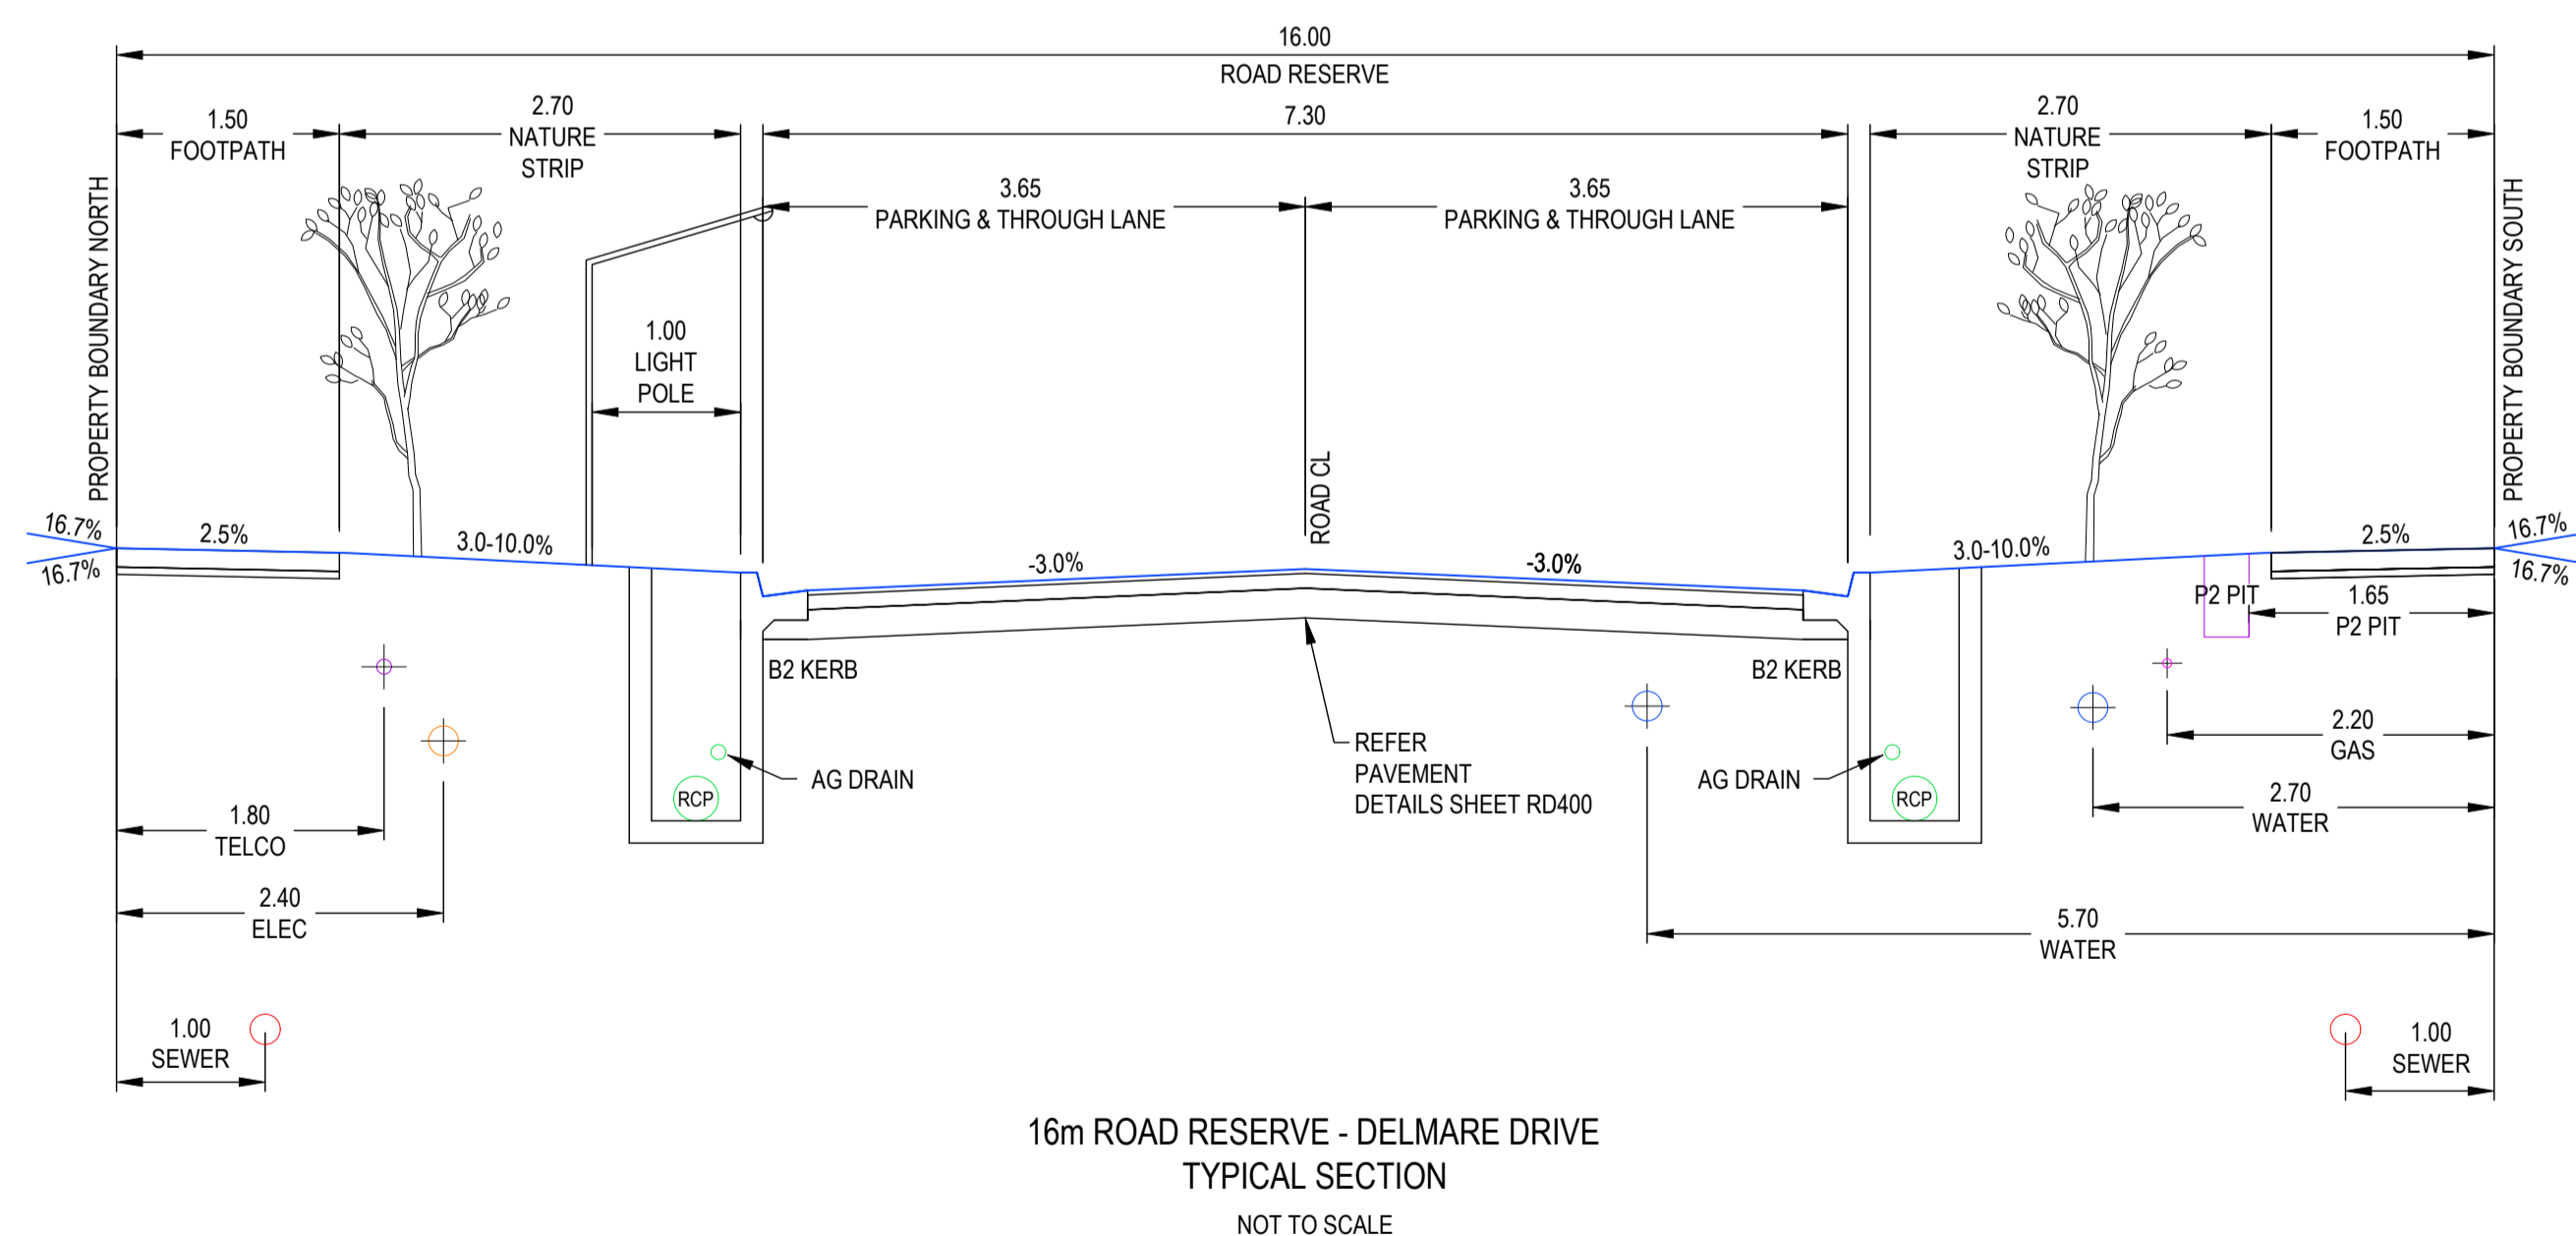 16.00
ROAD RESERVE
1.50
FOOTPATH
2.70
NATURE
STRIP
7.30
2.70
NATURE
STRIP
1.50
FOOTPATH
3.65
PARKING & THROUGH LANE
3.65
PARKING & THROUGH LANE
PROPERTY BOUNDARY NORTH
1.00
LIGHT
POLE
ROAD CL
PROPERTY BOUNDARY SOUTH
16.7%
16.7%
2.5%
3.0-10.0%
-3.0%
-3.0%
3.0-10.0%
2.5%
16.7%
16.7%
P2 PIT
1.65
P2 PIT
B2 KERB
B2 KERB
REFER
PAVEMENT
DETAILS SHEET RD400
AG DRAIN
RCP
AG DRAIN
RCP
2.20
GAS
2.70
WATER
1.80
TELCO
2.40
ELEC
5.70
WATER
1.00
SEWER
1.00
SEWER
16m ROAD RESERVE - DELMARE DRIVE
TYPICAL SECTION
NOT TO SCALE